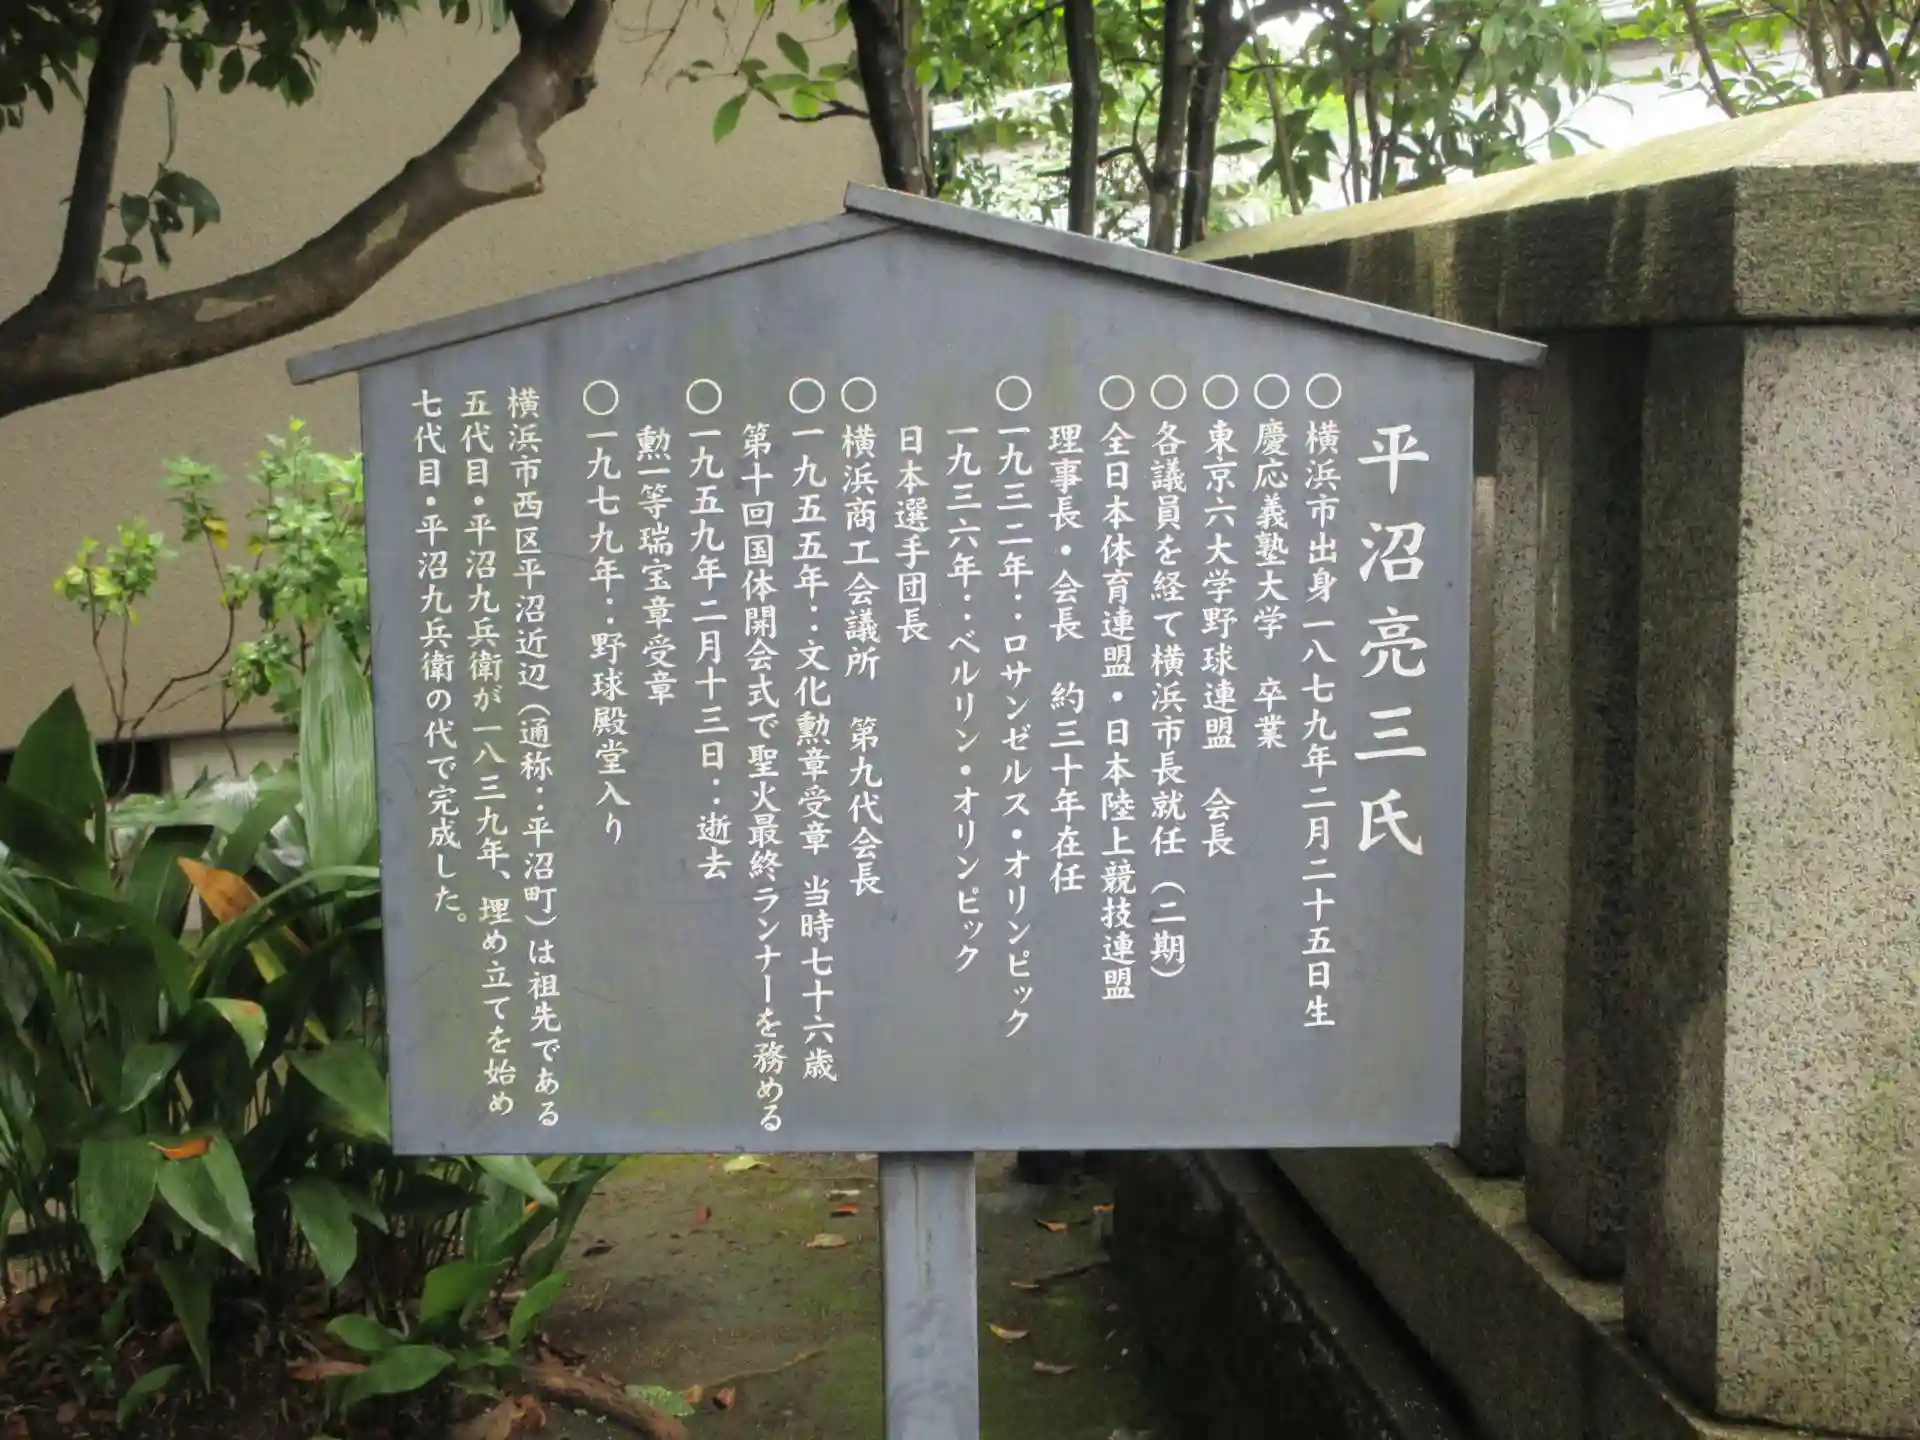 平沼亮三氏
○横浜市出身一八七九年二月二十五日生
○慶応義塾大学　卒業
○東京六大学野球連盟　会長
○各議員を経て横浜市長就任（二期）
○全日本体育連盟・日本陸上競技連盟
理事長・会長　約三十年在任
○一九三二年：ロサンゼルス・オリンピック
一九三六年：ベルリン・オリンピック
日本選手団長
○横浜商工会議所　第九代会長
○一九五五年：文化勲章受章　当時七十六歳
第十回国体開会式で聖火最終ランナーを務める
○一九五九年二月十三日：逝去
勲一等瑞宝章受章
○一九七九年：野球殿堂入り
横浜市西区平沼近辺（通称：平沼町）は祖先である
五代目・平沼九兵衛が一八三九年、埋め立てを始め
七代目・平沼九兵衛の代で完成した。